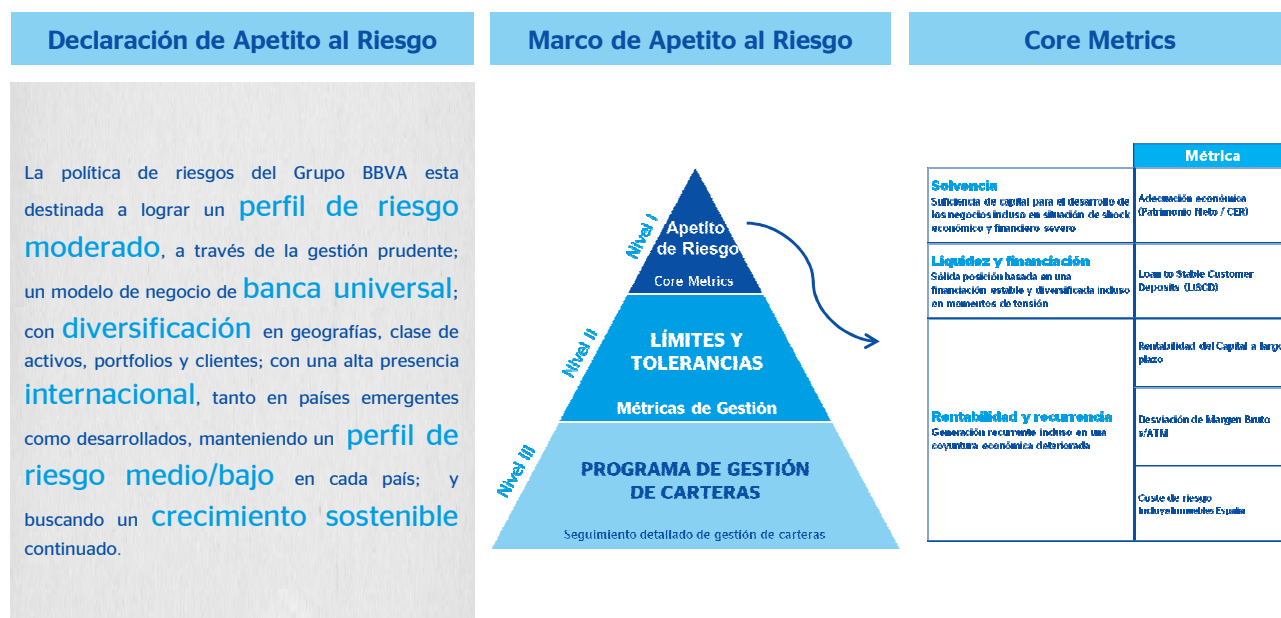 Declaración de Apetito al Riesgo
La política de riesgos del Grupo BBVA esta
destinada a lograr un perfil de riesgo
moderado, a través de la gestión prudente;
un modelo de negocio de banca universal;
con diversificación en geografías, clase de
activos, portfolios y clientes; con una alta presencia
internacional, tanto en países emergentes
como desarrollados, manteniendo un perfil de
riesgo medio/bajo en cada país; y
buscando un crecimiento sostenible
continuado.
Marco de Apetito al Riesgo
Nivel I
Apetito
de Riesgo
Core Metrics
Nivel II
LÍMITES Y
TOLERANCIAS
Métricas de Gestión
Nivel III
PROGRAMA DE GESTIÓN
DE CARTERAS
Seguimiento detallado de gestión de carteras
Core Metrics
Métrica
Solvencia
Suficiencia de capital para el desarrollo de
los negocios incluso en situación de shock
económico y financiero severo
Adecuación económica
(Patrimonio Neto / CER)
Liquidez y financiación
Sólida posición basada en una
financiación estable y diversificada incluso
en momentos de tensión
Loan to Stable Customer
Deposits (LtSCD)
Rentabilidad y recurrencia
Generación recurrente incluso en una
coyuntura económica deteriorada
Rentabilidad del Capital a largo
plazo
Desviación de Margen Bruto
s/ATM
Coste de riesgo
Incluye Inmuebles España